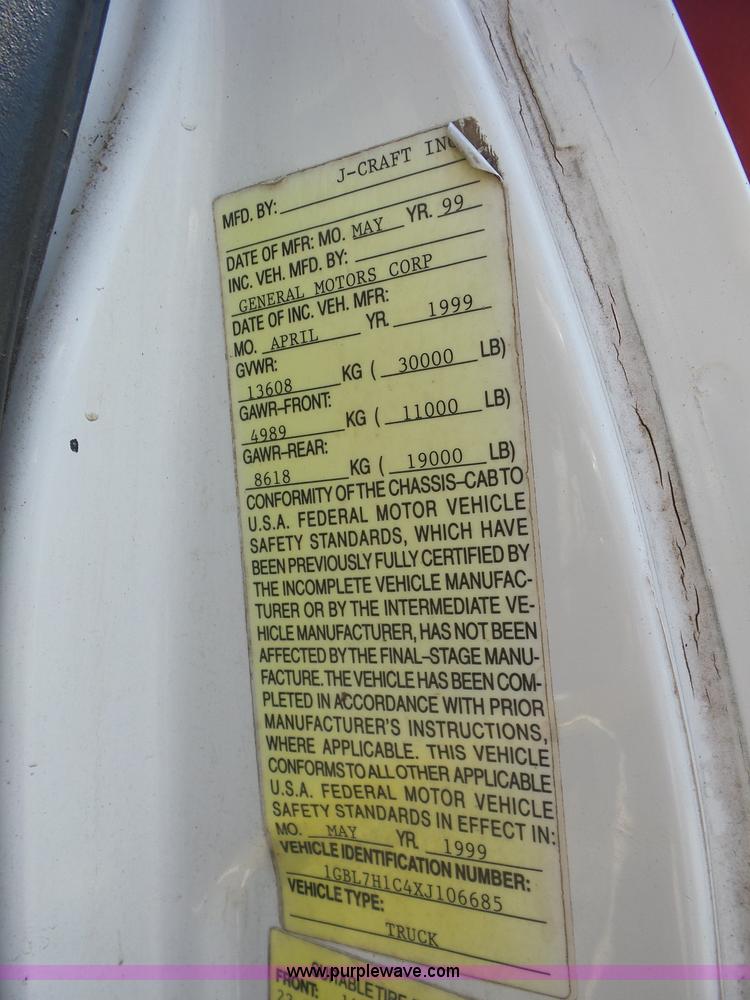 J-CRAFT INC
MFD. BY:
DATE OF MFR: MO. MAY YR. 99
INC. VEH. MFD. BY:
GENERAL MOTORS CORP
DATE OF INC. VEH. MFR:
MO. APRIL YR. 1999
GVWR:
13608 KG ( 30000 LB)
GAWR-FRONT:
4989 KG ( 11000 LB)
GAWR-REAR:
8618 KG ( 19000 LB)
CONFORMITY OF THE CHASSIS-CAB TO
U.S.A. FEDERAL MOTOR VEHICLE
SAFETY STANDARDS, WHICH HAVE
BEEN PREVIOUSLY FULLY CERTIFIED BY
THE INCOMPLETE VEHICLE MANUFAC-
TURER OR BY THE INTERMEDIATE VE-
HICLE MANUFACTURER, HAS NOT BEEN
AFFECTED BY THE FINAL-STAGE MANU-
FACTURE. THE VEHICLE HAS BEEN COM-
PLETED IN ACCORDANCE WITH PRIOR
MANUFACTURER'S INSTRUCTIONS,
WHERE APPLICABLE. THIS VEHICLE
CONFORMS TO ALL OTHER APPLICABLE
U.S.A. FEDERAL MOTOR VEHICLE
SAFETY STANDARDS IN EFFECT IN:
MO. MAY YR. 1999
VEHICLE IDENTIFICATION NUMBER:
1GBL7H1C4XJ106685
VEHICLE TYPE:
TRUCK
www.purplewave.com
FRONT: